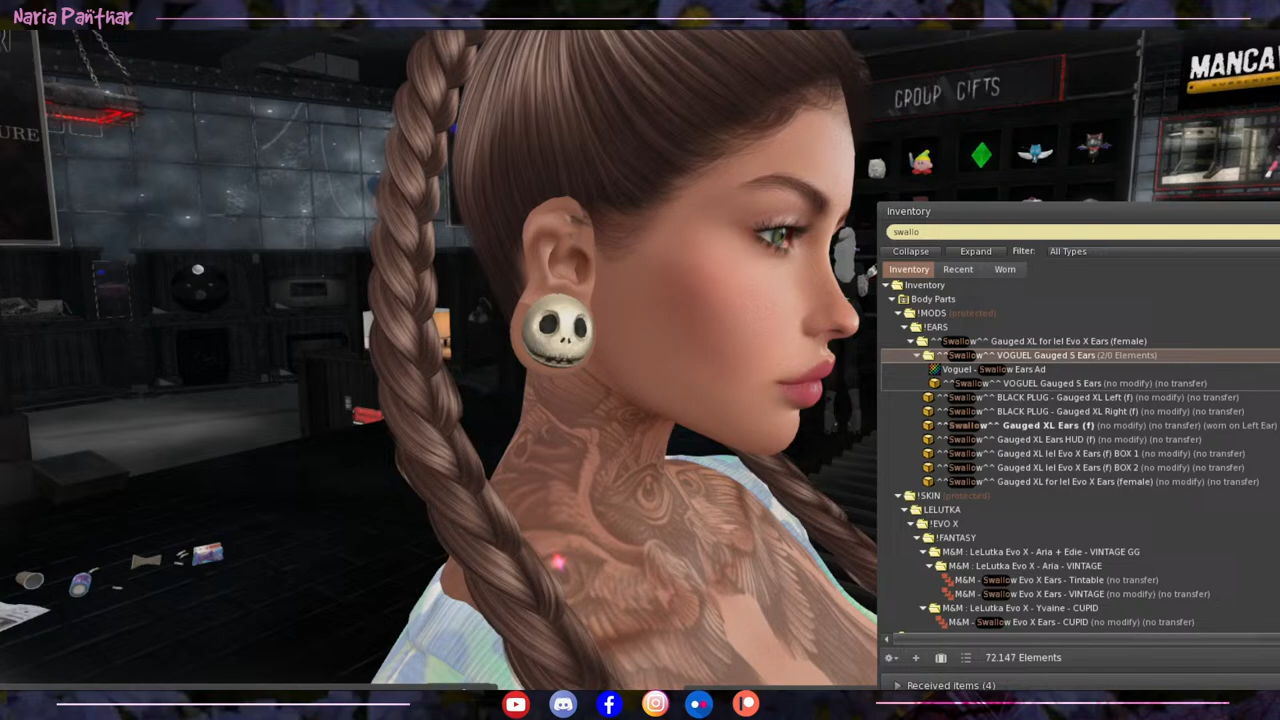 Naria Panthar
URE
GROUP GIFTS
MANCA
Inventory
swallo
Collapse Expand Filter: All Types
Inventory Recent Worn
Inventory
Body Parts
!MODS (protected)
!EARS
^^Swallow^^ Gauged XL for lel Evo X Ears (female)
^^Swallow^^ VOGUEL Gauged S Ears (2/0 Elements)
Voguel - Swallow Ears Ad
^^Swallow^^ VOGUEL Gauged S Ears (no modify) (no transfer)
^^Swallow^^ BLACK PLUG - Gauged XL Left (f) (no modify) (no transfer)
^^Swallow^^ BLACK PLUG - Gauged XL Right (f) (no modify) (no transfer)
^^Swallow^^ Gauged XL Ears (f) (no modify) (no transfer) (worn on Left Ear)
^^Swallow^^ Gauged XL Ears HUD (f) (no modify) (no transfer)
^^Swallow^^ Gauged XL lel Evo X Ears (f) BOX 1 (no modify) (no transfer)
^^Swallow^^ Gauged XL lel Evo X Ears (f) BOX 2 (no modify) (no transfer)
^^Swallow^^ Gauged XL for lel Evo X Ears (female) (no modify) (no transfer)
!SKIN (protected)
LELUTKA
!EVO X
!FANTASY
M&M : LeLutka Evo X - Aria + Edie - VINTAGE GG
M&M : LeLutka Evo X - Aria - VINTAGE
M&M - Swallow Evo X Ears - Tintable (no transfer)
M&M - Swallow Evo X Ears - VINTAGE (no modify) (no transfer)
M&M : LeLutka Evo X - Yvaine - CUPID
M&M - Swallow Evo X Ears - CUPID (no modify) (no transfer)
72.147 Elements
Received Items (4)